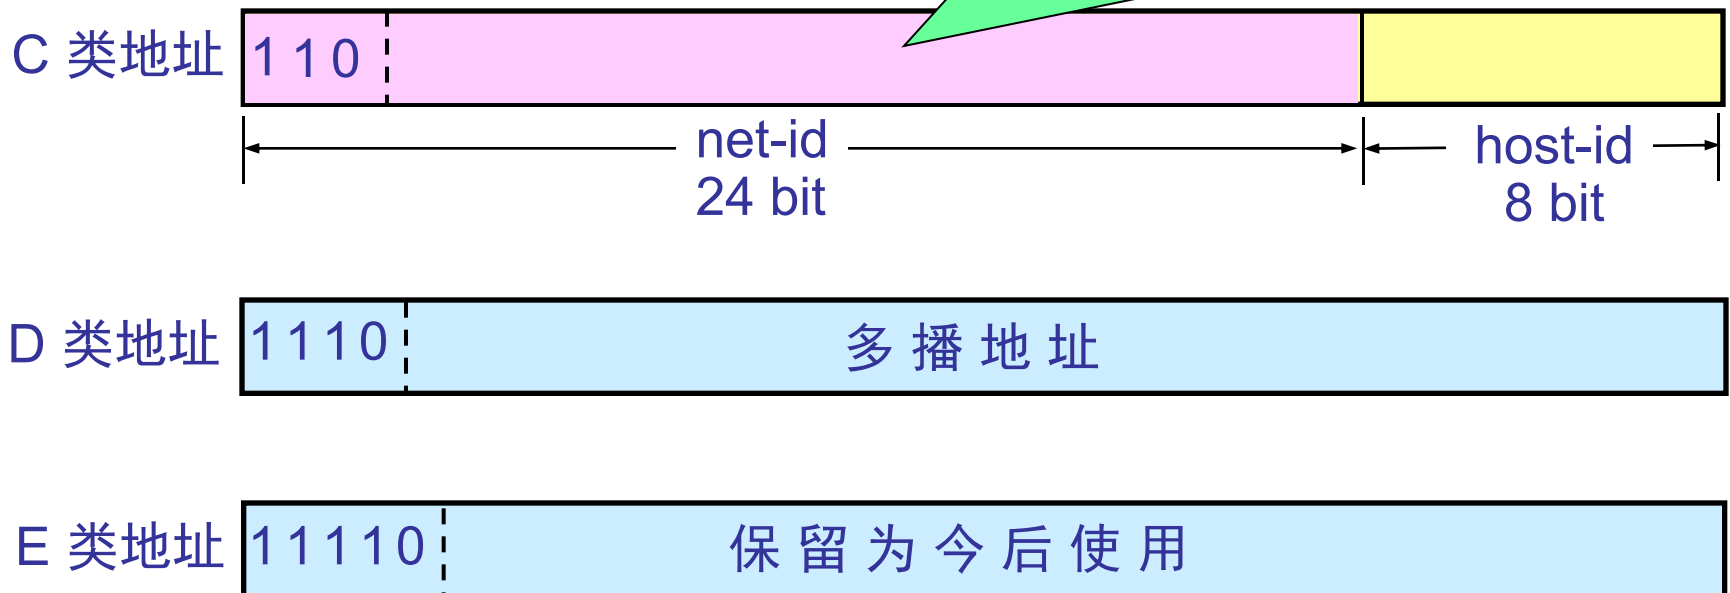 C 类地址 1 1 0
net-id host-id
24 bit 8 bit
D 类地址 1 1 1 0 多 播 地 址
E 类地址 1 1 1 1 0 保 留 为 今 后 使 用